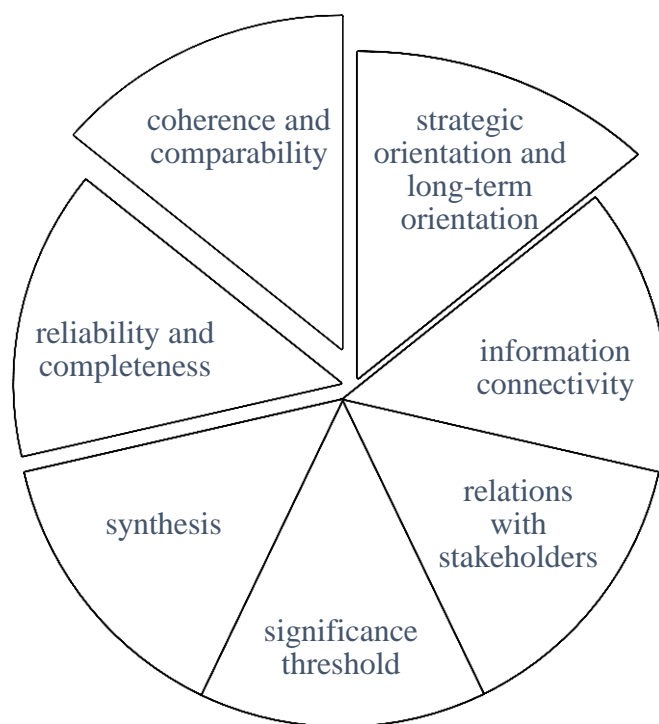 coherence and
comparability
strategic
orientation and
long-term
orientation
information
connectivity
relations
with
stakeholders
significance
threshold
synthesis
reliability and
completeness